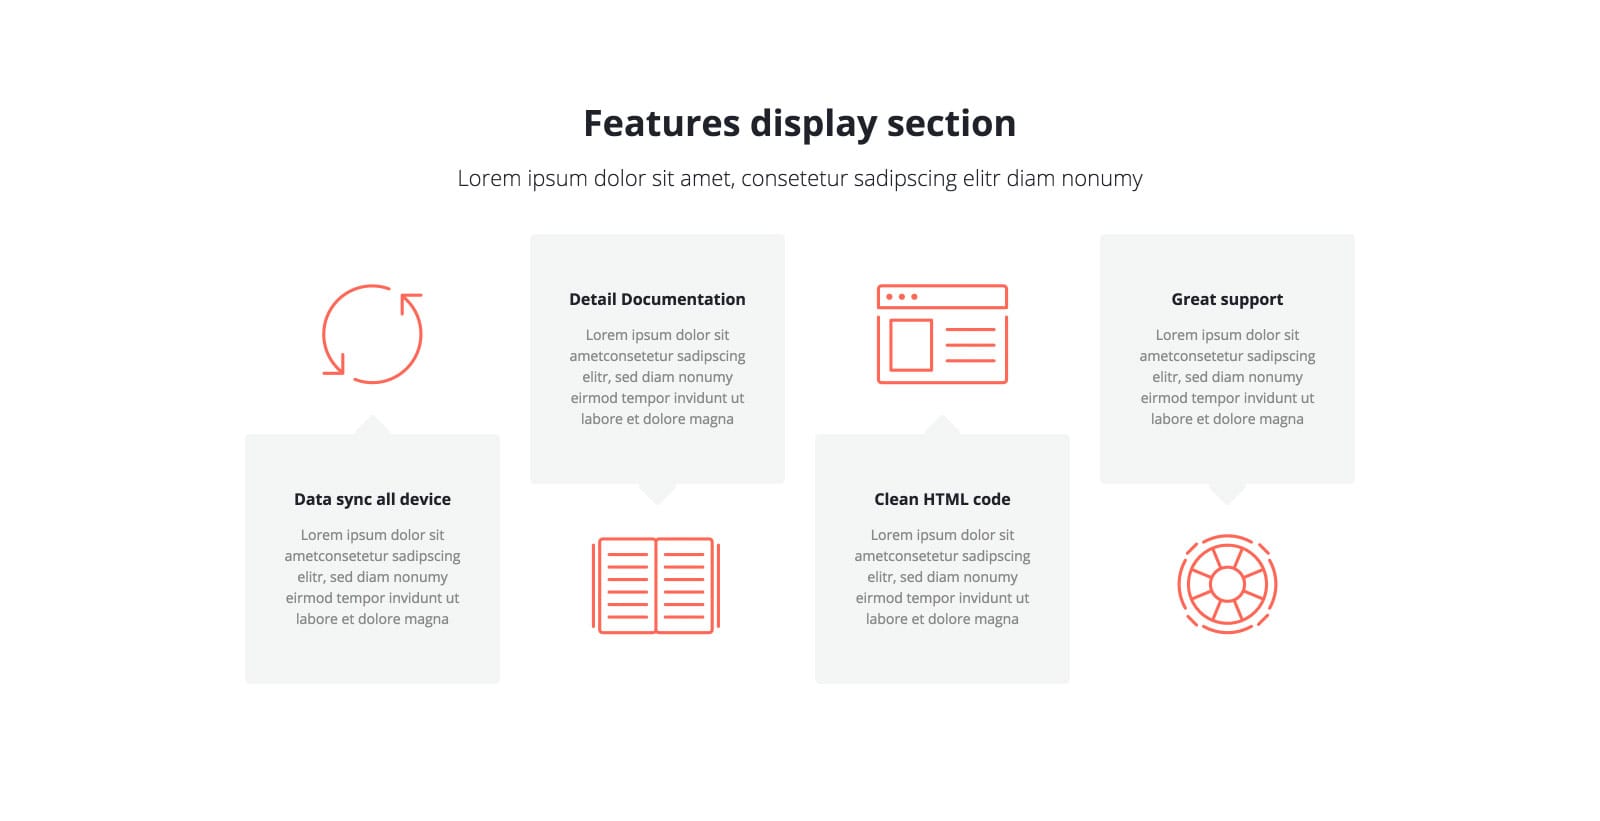 Features display section
Lorem ipsum dolor sit amet, consetetur sadipscing elitr diam nonumy
Data sync all device
Lorem ipsum dolor sit
ametconsetetur sadipscing
elitr, sed diam nonumy
eirmod tempor invidunt ut
labore et dolore magna
Detail Documentation
Lorem ipsum dolor sit
ametconsetetur sadipscing
elitr, sed diam nonumy
eirmod tempor invidunt ut
labore et dolore magna
Clean HTML code
Lorem ipsum dolor sit
ametconsetetur sadipscing
elitr, sed diam nonumy
eirmod tempor invidunt ut
labore et dolore magna
Great support
Lorem ipsum dolor sit
ametconsetetur sadipscing
elitr, sed diam nonumy
eirmod tempor invidunt ut
labore et dolore magna